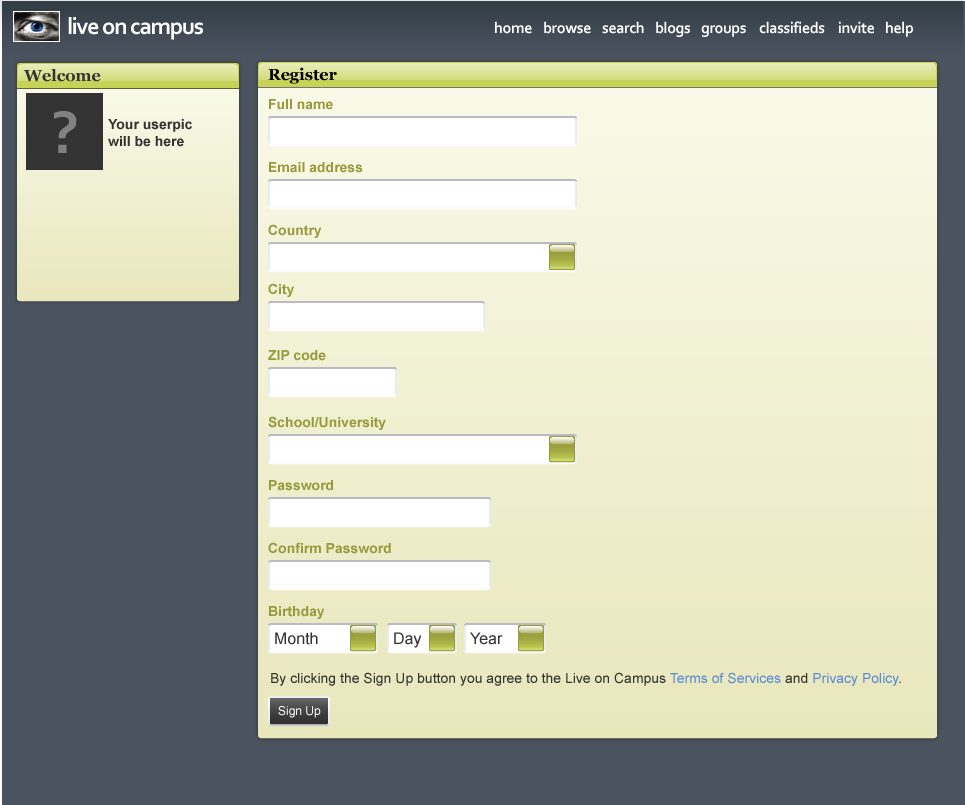 live on campus
home browse search blogs groups classifieds invite help
Welcome
?
Your userpic
will be here
Register
Full name
Email address
Country
City
ZIP code
School/University
Password
Confirm Password
Birthday
Month Day Year
By clicking the Sign Up button you agree to the Live on Campus Terms of Services and Privacy Policy.
Sign Up